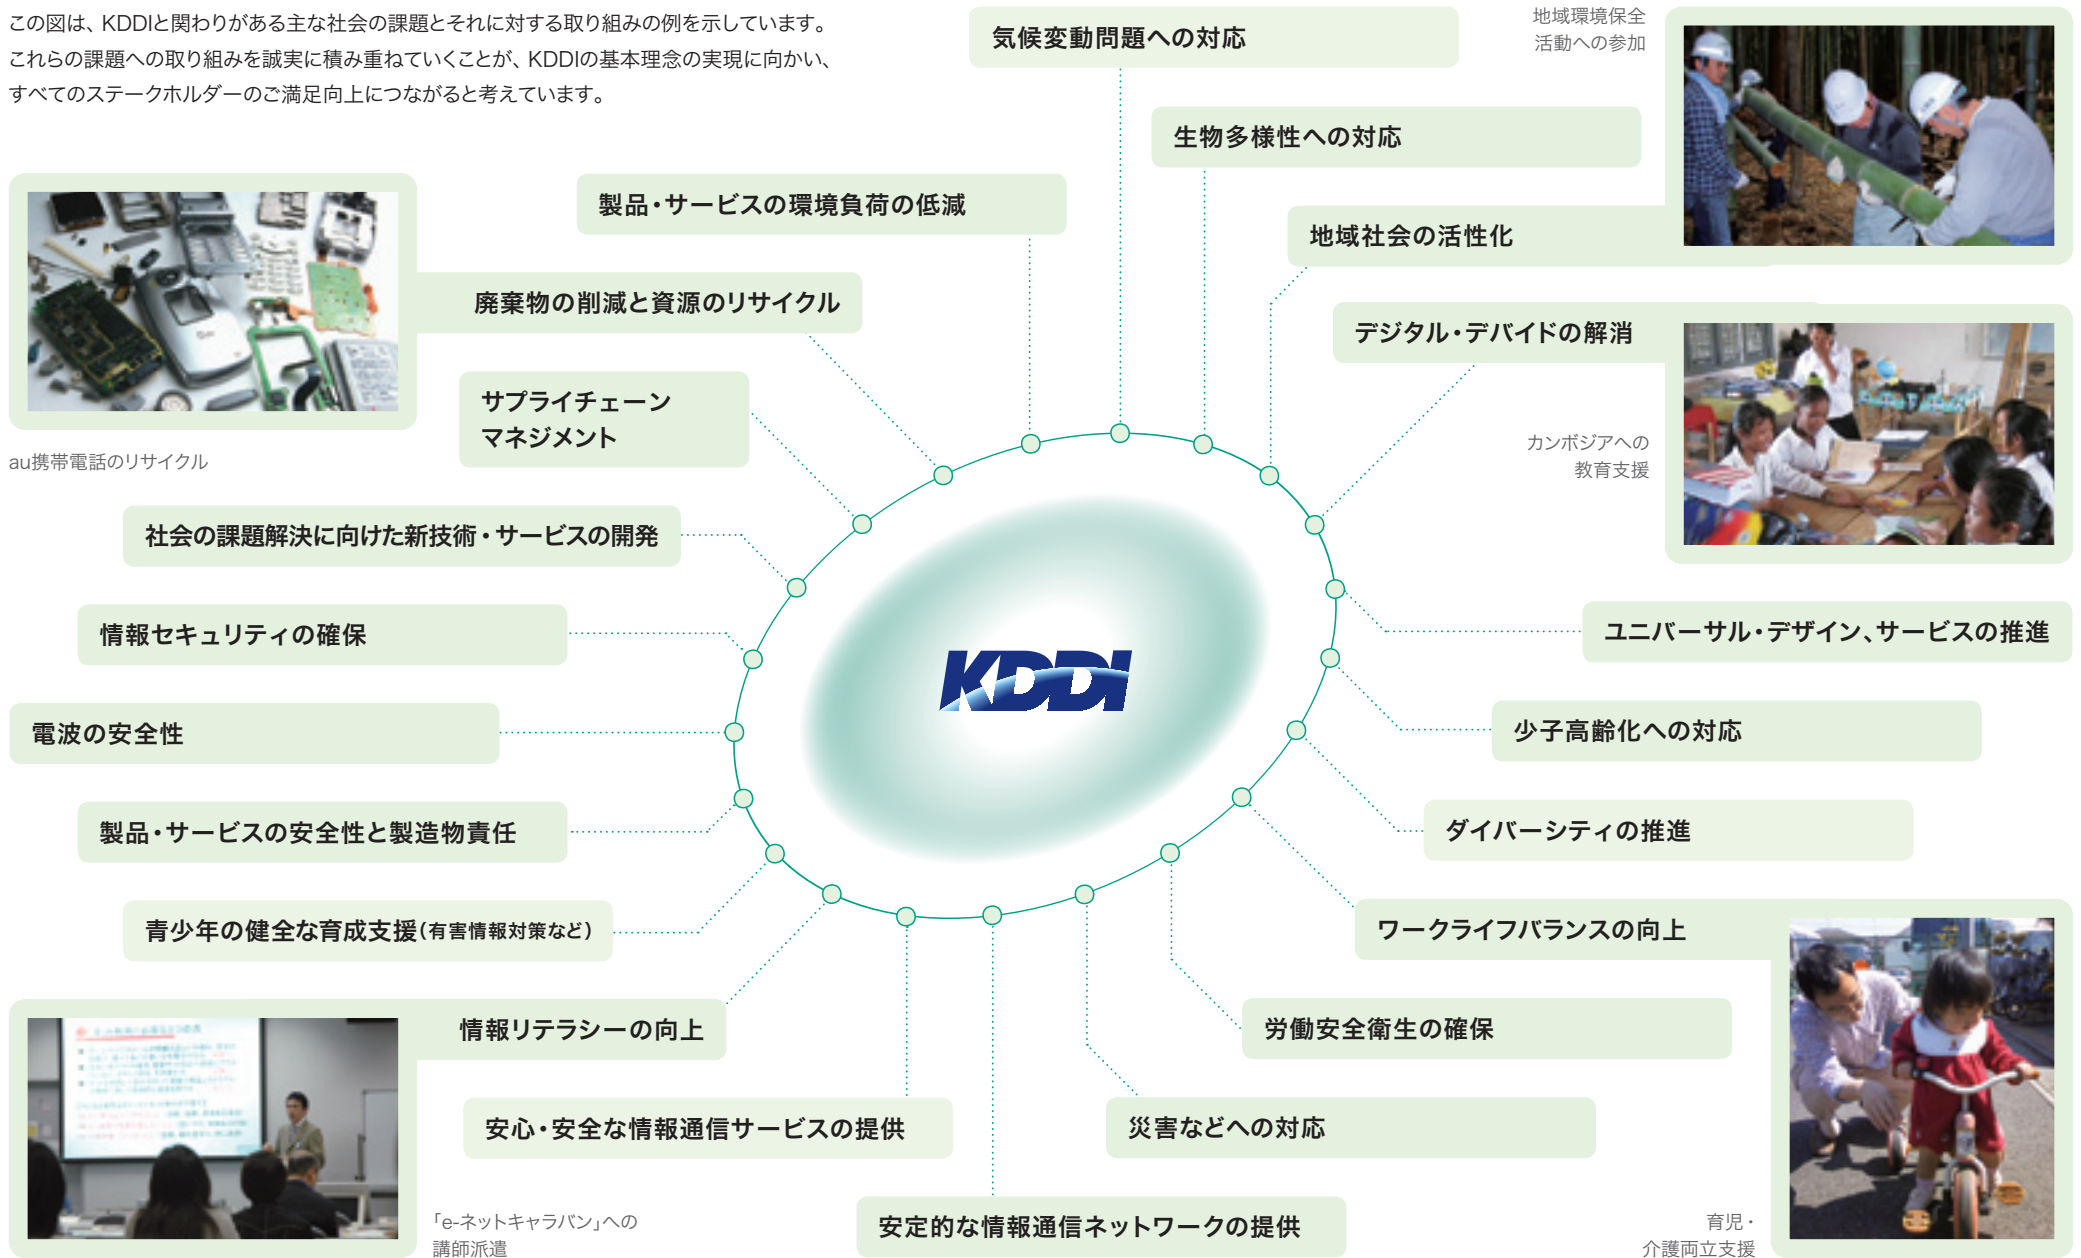 この図は、KDDIと関わりがある主な社会の課題とそれに対する取り組みの例を示しています。
これらの課題への取り組みを誠実に積み重ねていくことが、KDDIの基本理念の実現に向かい、
すべてのステークホルダーのご満足向上につながると考えています。
気候変動問題への対応
地域環境保全
活動への参加
生物多様性への対応
製品・サービスの環境負荷の低減
地域社会の活性化
廃棄物の削減と資源のリサイクル
デジタル・デバイドの解消
サプライチェーン
マネジメント
au携帯電話のリサイクル
カンボジアへの
教育支援
社会の課題解決に向けた新技術・サービスの開発
情報セキュリティの確保
ユニバーサル・デザイン、サービスの推進
KDDI
電波の安全性
少子高齢化への対応
製品・サービスの安全性と製造物責任
ダイバーシティの推進
青少年の健全な育成支援(有害情報対策など)
ワークライフバランスの向上
情報リテラシーの向上
労働安全衛生の確保
安心・安全な情報通信サービスの提供
災害などへの対応
「e-ネットキャラバン」への
講師派遣
安定的な情報通信ネットワークの提供
育児・
介護両立支援